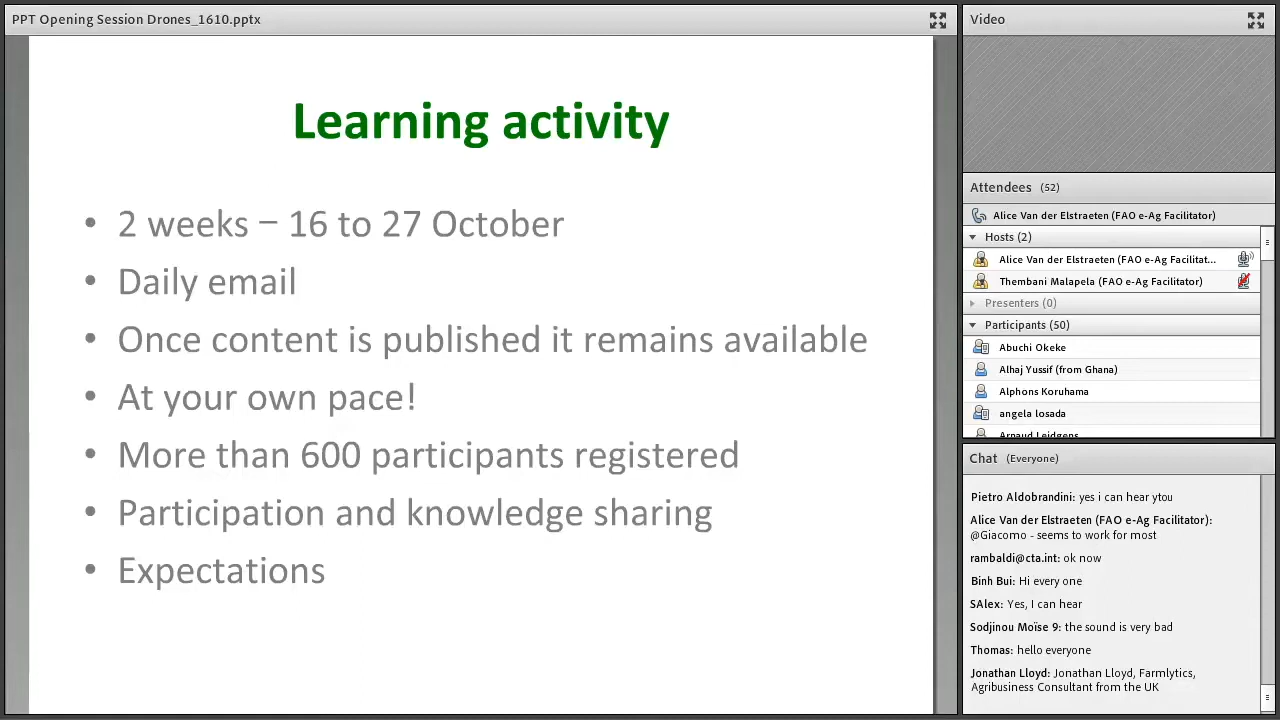 PPT Opening Session Drones_1610.pptx
Learning activity
• 2 weeks – 16 to 27 October
• Daily email
• Once content is published it remains available
• At your own pace!
• More than 600 participants registered
• Participation and knowledge sharing
• Expectations
Video
Attendees (52)
Alice Van der Elstraeten (FAO e-Ag Facilitator)
Hosts (2)
Alice Van der Elstraeten (FAO e-Ag Facilitat...
Thembani Malapela (FAO e-Ag Facilitator)
Presenters (0)
Participants (50)
Abuchi Okeke
Alhaj Yussif (from Ghana)
Alphons Koruhama
angela losada
Arnaud Leidgens
Chat (Everyone)
Pietro Aldobrandini: yes i can hear ytou
Alice Van der Elstraeten (FAO e-Ag Facilitator):
@Giacomo - seems to work for most
rambaldi@cta.int: ok now
Binh Bui: Hi every one
SAlex: Yes, I can hear
Sodjinou Moïse 9: the sound is very bad
Thomas: hello everyone
Jonathan Lloyd: Jonathan Lloyd, Farmlytics,
Agribusiness Consultant from the UK